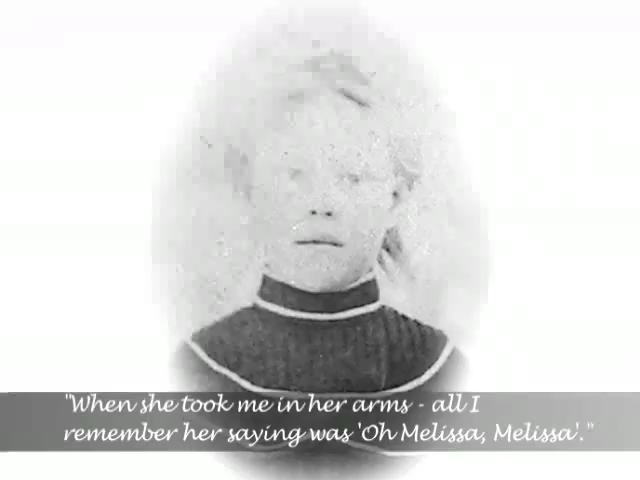 "When she took me in her arms - all I
remember her saying was 'Oh Melissa, Melissa'."